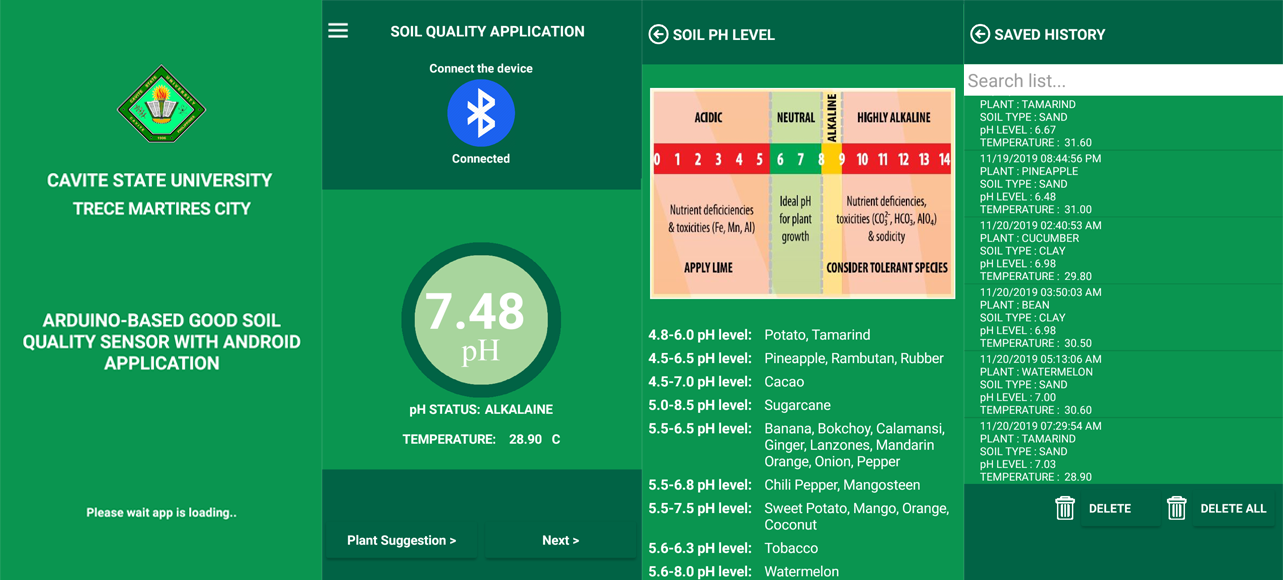 CAVITE STATE UNIVERSITY
TRECE MARTIRES CITY
ARDUINO-BASED GOOD SOIL
QUALITY SENSOR WITH ANDROID
APPLICATION
Please wait app is loading..
SOIL QUALITY APPLICATION
Connect the device
Connected
7.48
pH
pH STATUS: ALKALAINE
TEMPERATURE: 28.90 C
Plant Suggestion >
Next >
SOIL PH LEVEL
ACIDIC
NEUTRAL
ALKALINE
HIGHLY ALKALINE
0 1 2 3 4 5 6 7 8 9 10 11 12 13 14
Nutrient deficiciencies
& toxicities (Fe, Mn, Al)
Ideal pH
for plant
growth
Nutrient deficiencies,
toxicities (CO₃²⁻, HCO₃⁻, AlO₄)
& sodicity
APPLY LIME
CONSIDER TOLERANT SPECIES
4.8-6.0 pH level: Potato, Tamarind
4.5-6.5 pH level: Pineapple, Rambutan, Rubber
4.5-7.0 pH level: Cacao
5.0-8.5 pH level: Sugarcane
5.5-6.5 pH level: Banana, Bokchoy, Calamansi,
Ginger, Lanzones, Mandarin
Orange, Onion, Pepper
5.5-6.8 pH level: Chili Pepper, Mangosteen
5.5-7.5 pH level: Sweet Potato, Mango, Orange,
Coconut
5.6-6.3 pH level: Tobacco
5.6-8.0 pH level: Watermelon
SAVED HISTORY
Search list...
PLANT : TAMARIND
SOIL TYPE : SAND
pH LEVEL : 6.67
TEMPERATURE : 31.60
11/19/2019 08:44:56 PM
PLANT : PINEAPPLE
SOIL TYPE : SAND
pH LEVEL : 6.48
TEMPERATURE : 31.00
11/20/2019 02:40:53 AM
PLANT : CUCUMBER
SOIL TYPE : CLAY
pH LEVEL : 6.98
TEMPERATURE : 29.80
11/20/2019 03:50:03 AM
PLANT : BEAN
SOIL TYPE : CLAY
pH LEVEL : 6.98
TEMPERATURE : 30.50
11/20/2019 05:13:06 AM
PLANT : WATERMELON
SOIL TYPE : SAND
pH LEVEL : 7.00
TEMPERATURE : 30.60
11/20/2019 07:29:54 AM
PLANT : TAMARIND
SOIL TYPE : SAND
pH LEVEL : 7.03
TEMPERATURE : 28.90
DELETE
DELETE ALL